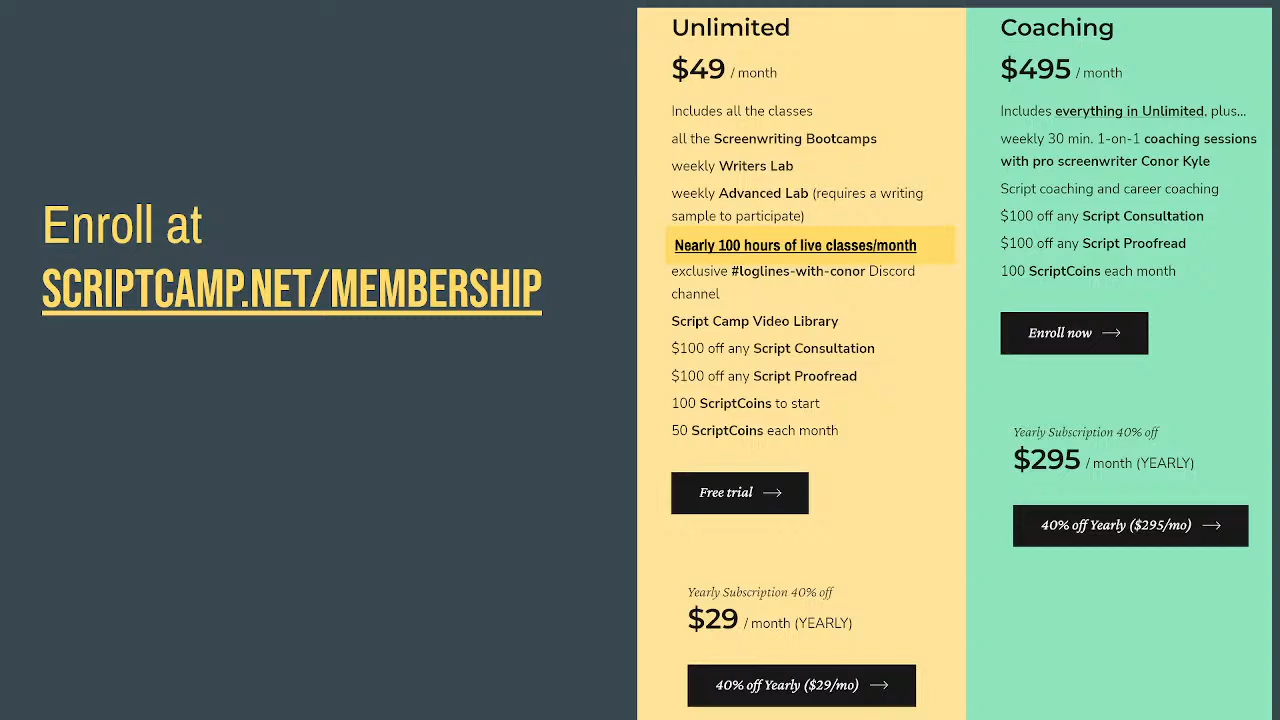 Enroll at
SCRIPTCAMP.NET/MEMBERSHIP
Unlimited
$49 / month
Includes all the classes
all the Screenwriting Bootcamps
weekly Writers Lab
weekly Advanced Lab (requires a writing
sample to participate)
Nearly 100 hours of live classes/month
exclusive #loglines-with-conor Discord
channel
Script Camp Video Library
$100 off any Script Consultation
$100 off any Script Proofread
100 ScriptCoins to start
50 ScriptCoins each month
Free trial →
Yearly Subscription 40% off
$29 / month (YEARLY)
40% off Yearly ($29/mo) →
Coaching
$495 / month
Includes everything in Unlimited, plus...
weekly 30 min. 1-on-1 coaching sessions
with pro screenwriter Conor Kyle
Script coaching and career coaching
$100 off any Script Consultation
$100 off any Script Proofread
100 ScriptCoins each month
Enroll now →
Yearly Subscription 40% off
$295 / month (YEARLY)
40% off Yearly ($295/mo) →